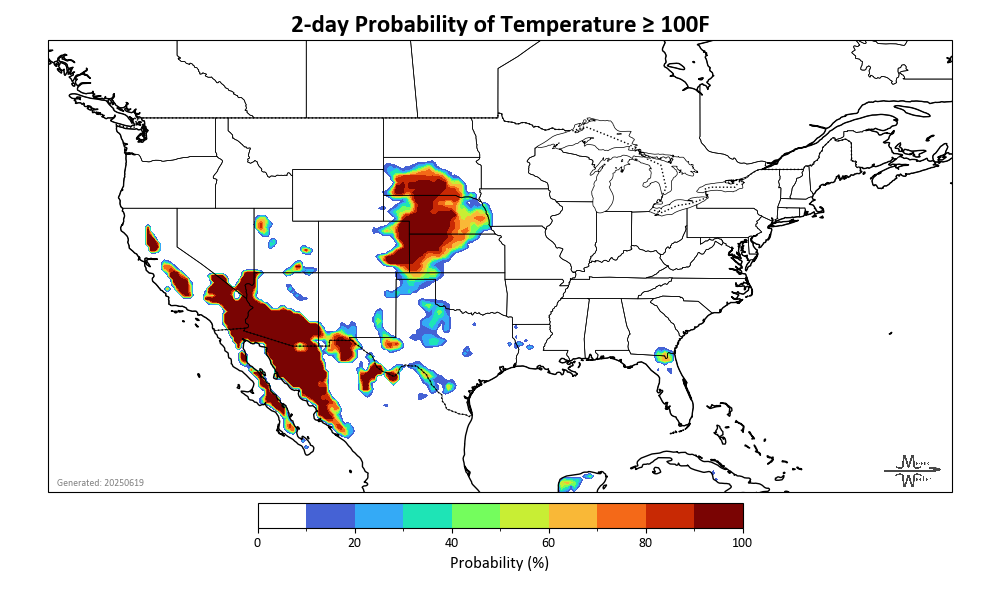 2-day Probability of Temperature ≥ 100F
Generated: 20250619
0 20 40 60 80 100
Probability (%)